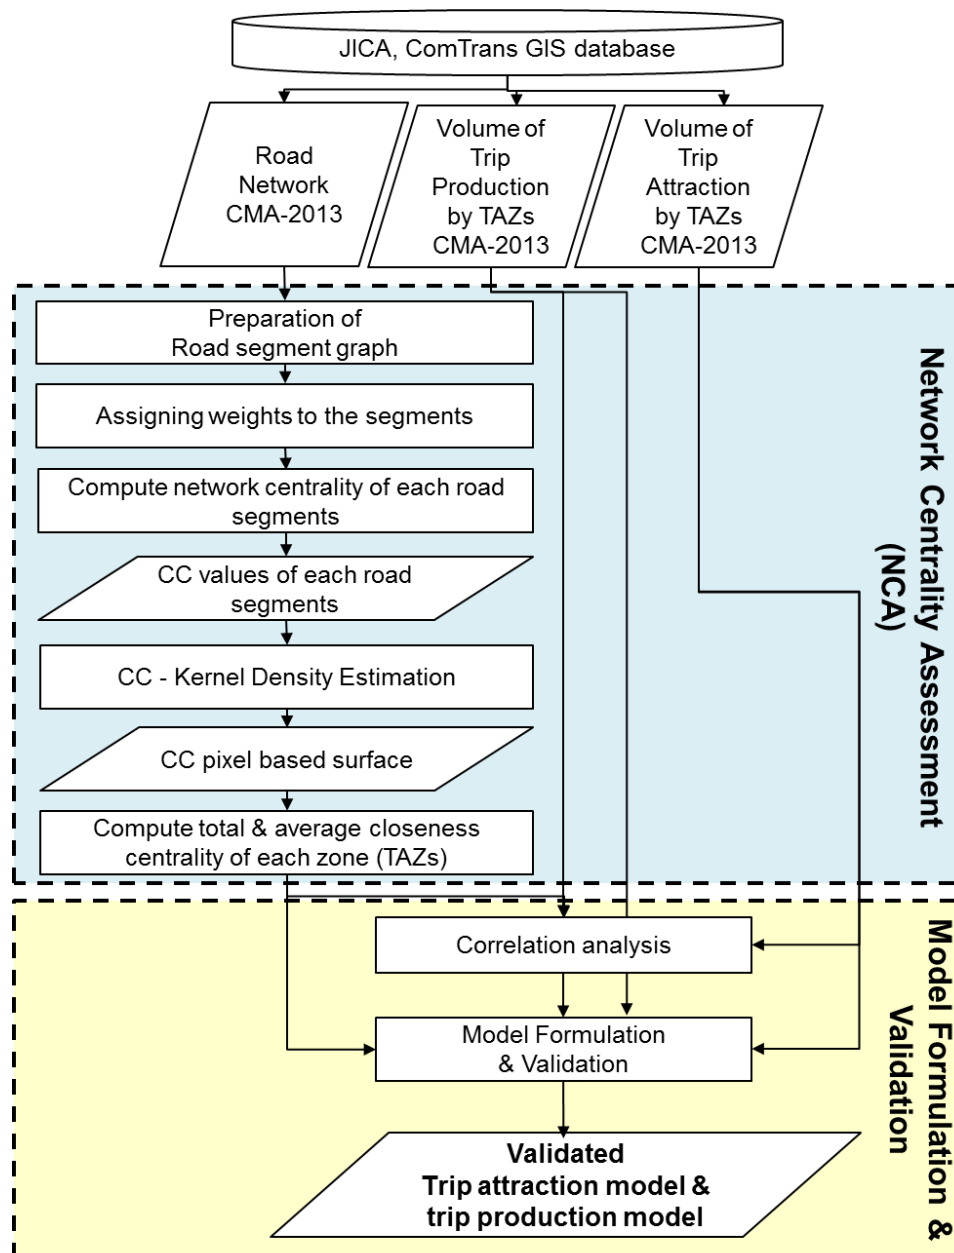 JICA, ComTrans GIS database
Road
Network
CMA-2013
Volume of
Trip
Production
by TAZs
CMA-2013
Volume of
Trip
Attraction
by TAZs
CMA-2013
Preparation of
Road segment graph
Assigning weights to the segments
Compute network centrality of each road
segments
CC values of each road
segments
CC - Kernel Density Estimation
CC pixel based surface
Compute total & average closeness
centrality of each zone (TAZs)
Network Centrality Assessment
(NCA)
Correlation analysis
Model Formulation
& Validation
Validated
Trip attraction model &
trip production model
Model Formulation &
Validation